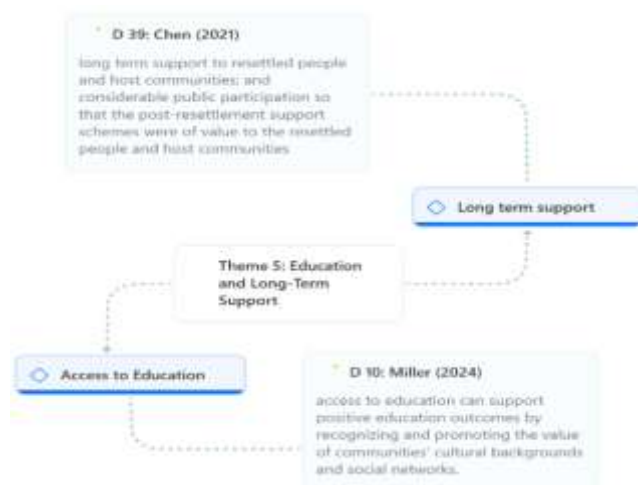 D 39: Chen (2021)
long term support to resettled people
and host communities; and
considerable public participation so
that the post-resettlement support
schemes were of value to the resettled
people and host communities
Long term support
Theme 5: Education
and Long-Term
Support
Access to Education
D 10: Miller (2024)
access to education can support
positive education outcomes by
recognizing and promoting the value
of communities' cultural backgrounds
and social networks.